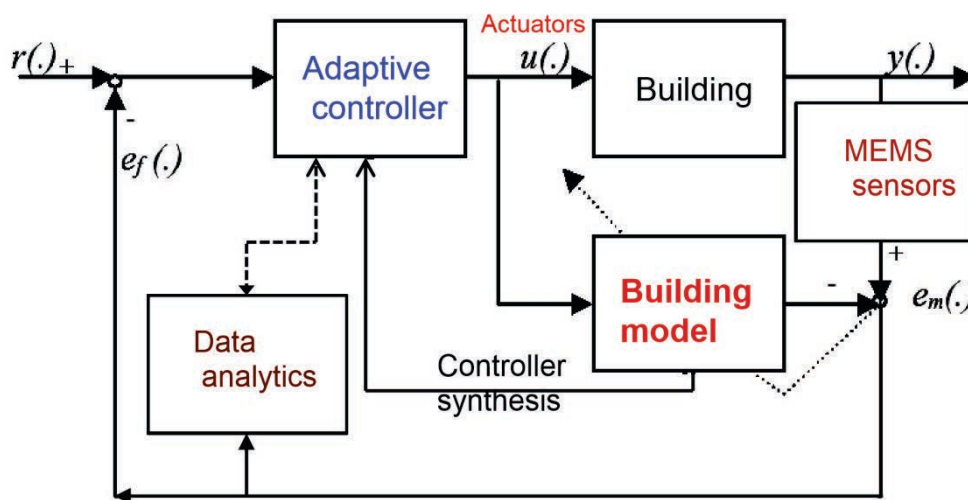 Actuators
r(.)+
Adaptive
controller
u(.)
Building
y(.)
-
e_f(.)
MEMS
sensors
+
Building
model
-
e_m(.)
Data
analytics
Controller
synthesis